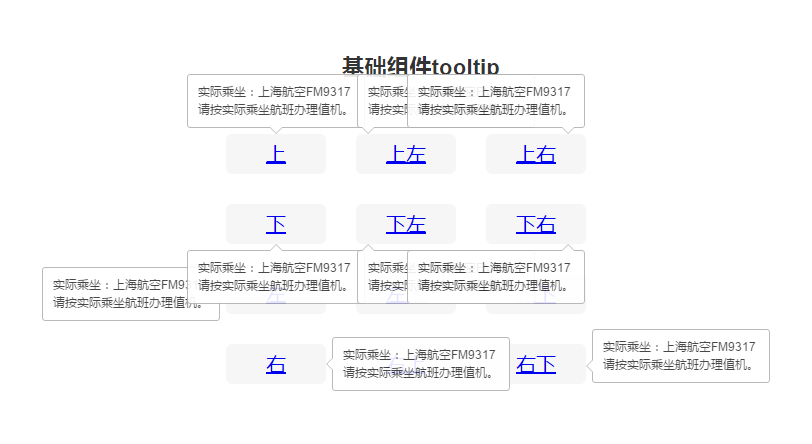 基础组件tooltip
实际乘坐：上海航空FM9317
请按实际乘坐航班办理值机。
实际
请按
实际乘坐：上海航空FM9317
请按实际乘坐航班办理值机。
上
上左
上右
下
下左
下右
实际乘坐：上海航空FM9317
请按实际乘坐航班办理值机。
实际
请按
实际乘坐：上海航空FM9317
请按实际乘坐航班办理值机。
实际乘坐：上海航空FM9
请按实际乘坐航班办理值机。
左
左
上
右
实际乘坐：上海航空FM9317
请按实际乘坐航班办理值机。
右下
实际乘坐：上海航空FM9317
请按实际乘坐航班办理值机。